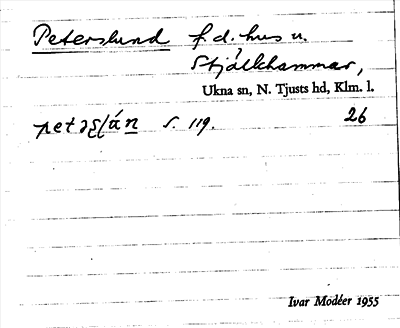 Peterslund f.d. hus u.
Stjälkhammar,
Ukna sn, N. Tjusts hd, Klm. l.
s. 119. 26
Ivar Modéer 1955